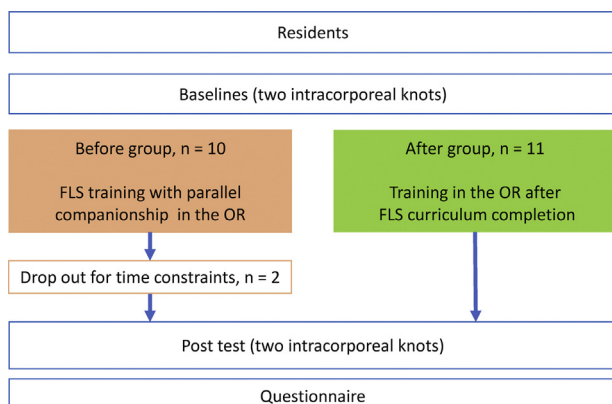 Residents
Baselines (two intracorporeal knots)
Before group, n = 10
FLS training with parallel
companionship in the OR
After group, n = 11
Training in the OR after
FLS curriculum completion
Drop out for time constraints, n = 2
Post test (two intracorporeal knots)
Questionnaire